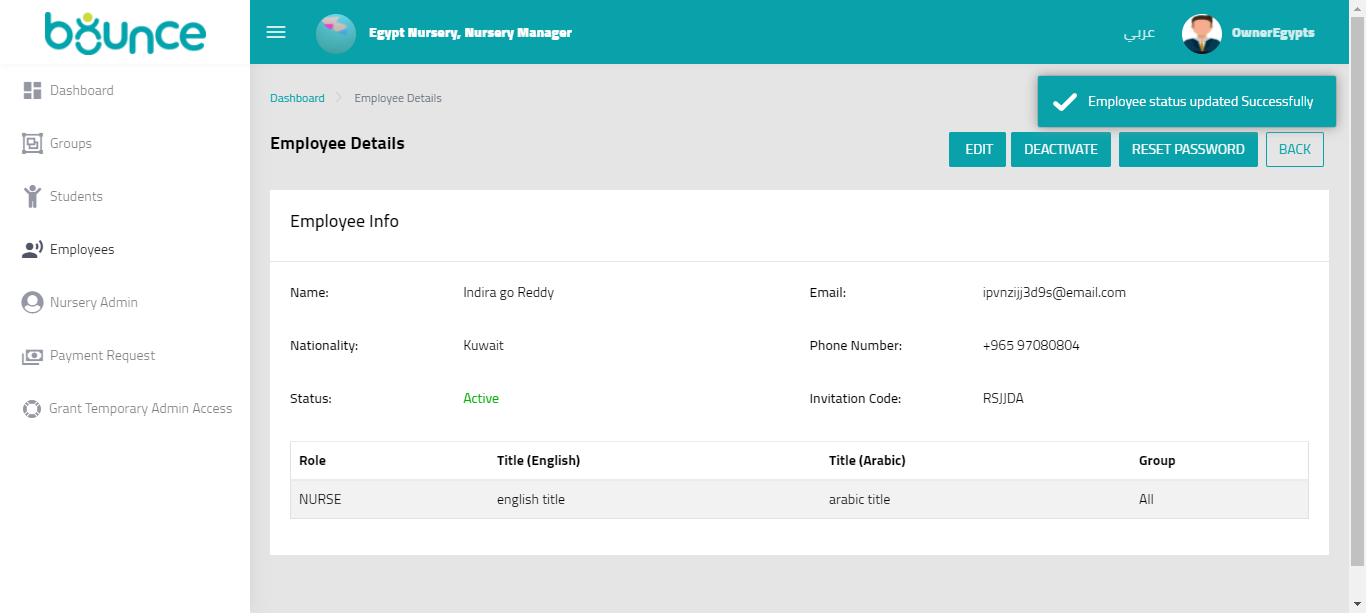 bounce
Egypt Nursery, Nursery Manager
عربي
OwnerEgypts
Dashboard
Groups
Students
Employees
Nursery Admin
Payment Request
Grant Temporary Admin Access
Dashboard > Employee Details
Employee status updated Successfully
Employee Details
EDIT DEACTIVATE RESET PASSWORD BACK
Employee Info
Name: Indira go Reddy Email: ipvnzijj3d9s@email.com
Nationality: Kuwait Phone Number: +965 97080804
Status: Active Invitation Code: RSJJDA
Role Title (English) Title (Arabic) Group
NURSE english title arabic title All